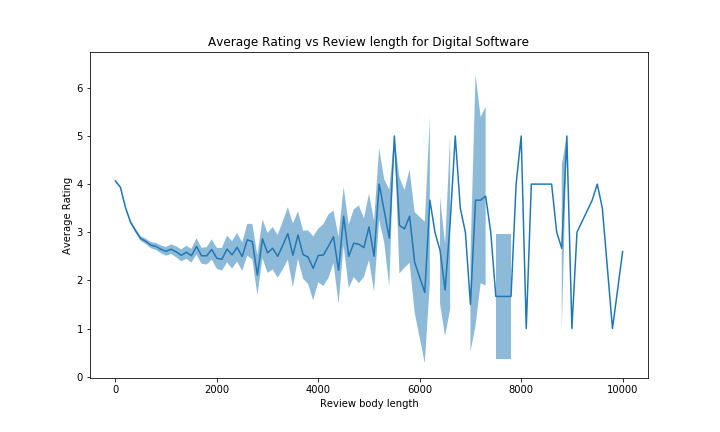 Average Rating vs Review length for Digital Software
Average Rating
6
5
4
3
2
1
0
0 2000 4000 6000 8000 10000
Review body length